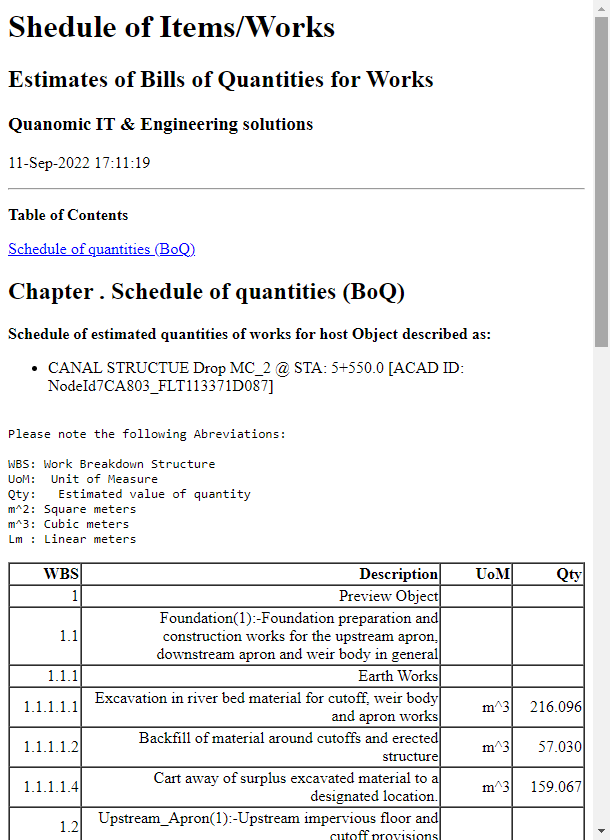 Shedule of Items/Works
Estimates of Bills of Quantities for Works
Quanomic IT & Engineering solutions
11-Sep-2022 17:11:19
Table of Contents
Schedule of quantities (BoQ)
Chapter . Schedule of quantities (BoQ)
Schedule of estimated quantities of works for host Object described as:
• CANAL STRUCTUE Drop MC_2 @ STA: 5+550.0 [ACAD ID:
NodeId7CA803_FLT113371D087]
Please note the following Abreviations:
WBS: Work Breakdown Structure
UoM:  Unit of Measure
Qty:   Estimated value of quantity
m^2: Square meters
m^3: Cubic meters
Lm : Linear meters
WBS Description UoM Qty
1 Preview Object
Foundation(1):-Foundation preparation and
1.1 construction works for the upstream apron,
downstream apron and weir body in general
1.1.1 Earth Works
1.1.1.1.1 Excavation in river bed material for cutoff, weir body m^3 216.096
and apron works
1.1.1.1.2 Backfill of material around cutoffs and erected m^3 57.030
structure
1.1.1.1.4 Cart away of surplus excavated material to a m^3 159.067
designated location.
1.2 Upstream_Apron(1):-Upstream impervious floor and
cutoff provisions